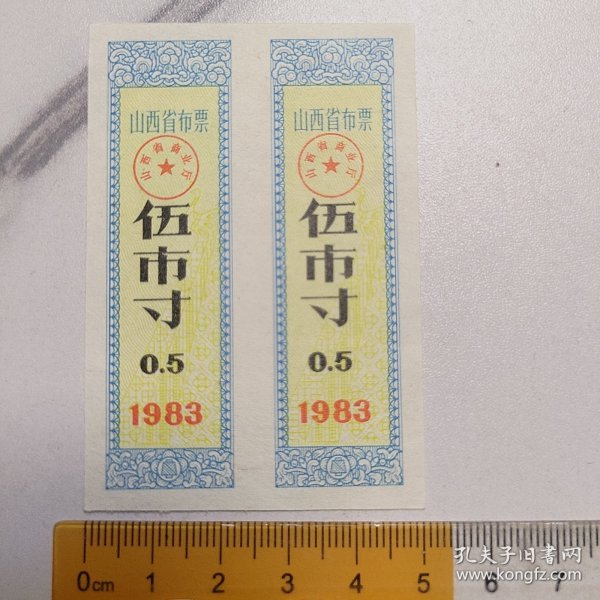 山西省布票
山西省商业厅
伍市寸
0.5
1983
山西省布票
山西省商业厅
伍市寸
0.5
1983
0cm 1 2 3 4 5 6 7
孔夫子旧书网
www.kongfz.com